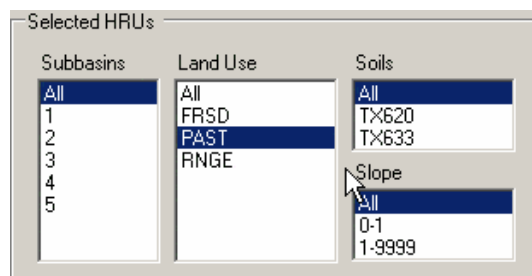 Selected HRUs
Subbasins
All
1
2
3
4
5
Land Use
All
FRSD
PAST
RNGE
Soils
All
TX620
TX633
Slope
All
0-1
1-9999